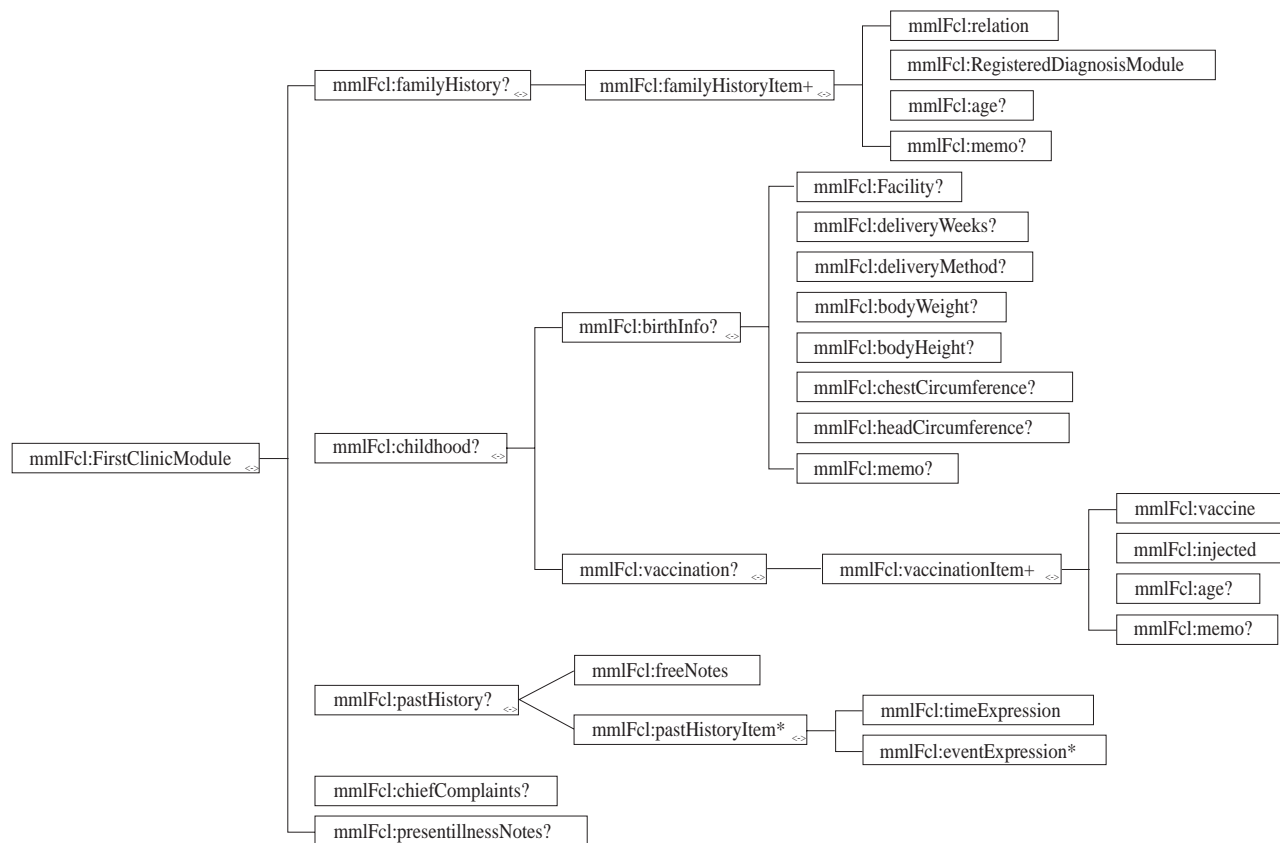 mmlFcl:FirstClinicModule
mmlFcl:familyHistory?
mmlFcl:familyHistoryItem+
mmlFcl:relation
mmlFcl:RegisteredDiagnosisModule
mmlFcl:age?
mmlFcl:memo?
mmlFcl:childhood?
mmlFcl:birthInfo?
mmlFcl:Facility?
mmlFcl:deliveryWeeks?
mmlFcl:deliveryMethod?
mmlFcl:bodyWeight?
mmlFcl:bodyHeight?
mmlFcl:chestCircumference?
mmlFcl:headCircumference?
mmlFcl:memo?
mmlFcl:vaccination?
mmlFcl:vaccinationItem+
mmlFcl:vaccine
mmlFcl:injected
mmlFcl:age?
mmlFcl:memo?
mmlFcl:pastHistory?
mmlFcl:freeNotes
mmlFcl:pastHistoryItem*
mmlFcl:timeExpression
mmlFcl:eventExpression*
mmlFcl:chiefComplaints?
mmlFcl:presentillnessNotes?